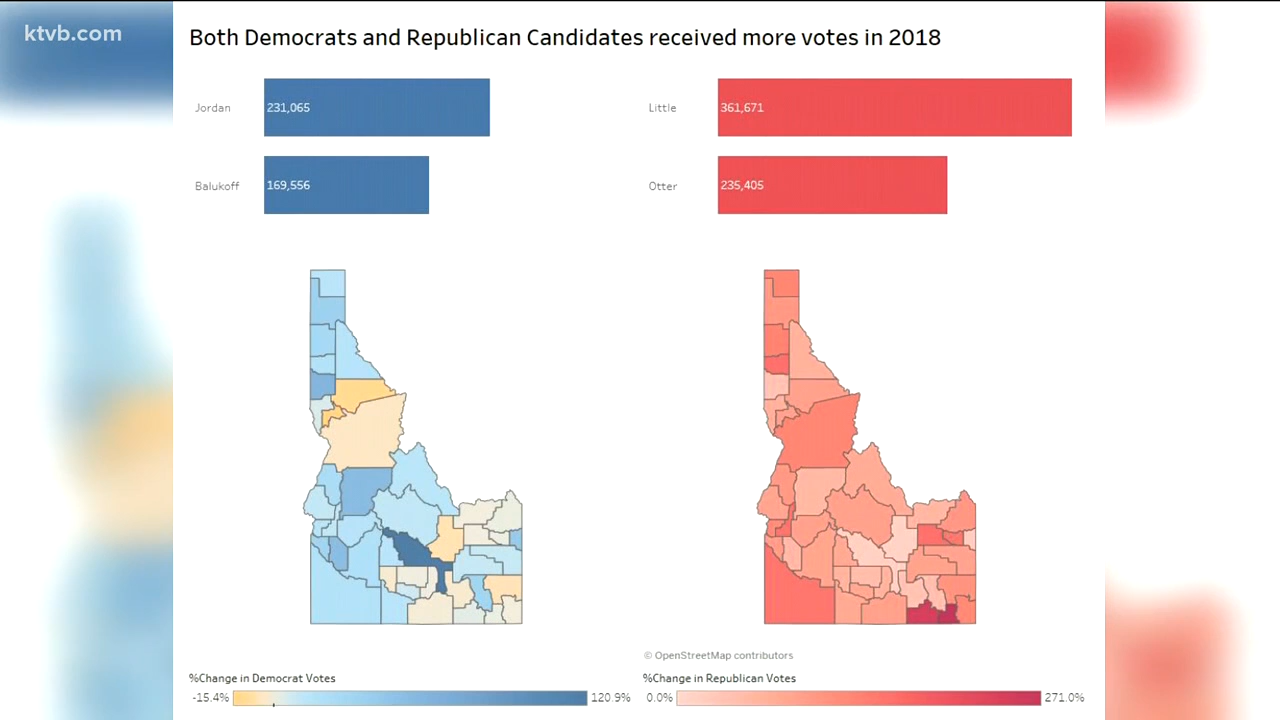 ktvb.com
Both Democrats and Republican Candidates received more votes in 2018
Jordan
231,065
Little
361,671
Balukoff
169,556
Otter
235,405
© OpenStreetMap contributors
%Change in Democrat Votes
-15.4%
120.9%
%Change in Republican Votes
0.0%
271.0%